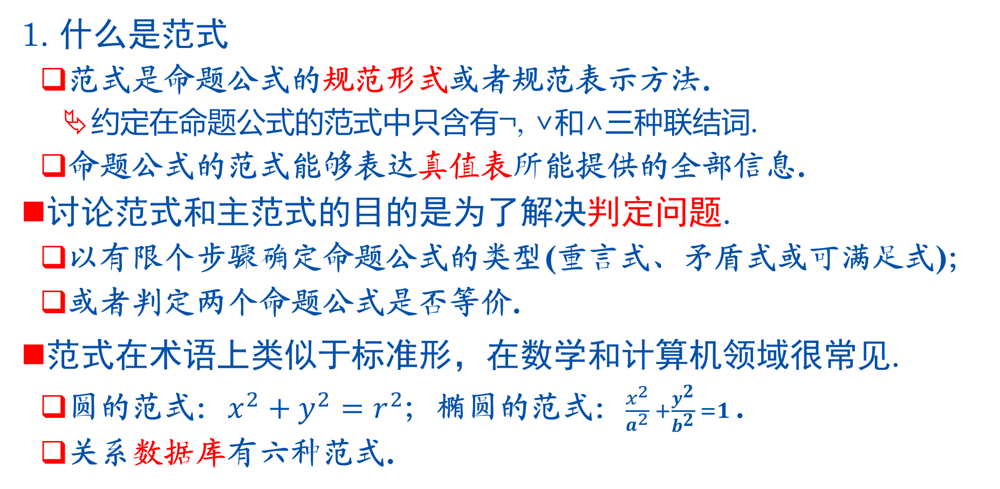 1. 什么是范式
❑范式是命题公式的规范形式或者规范表示方法.
➪约定在命题公式的范式中只含有¬, ∨和∧三种联结词.
❑命题公式的范式能够表达真值表所能提供的全部信息.
■讨论范式和主范式的目的是为了解决判定问题.
❑以有限个步骤确定命题公式的类型(重言式、矛盾式或可满足式);
❑或者判定两个命题公式是否等价.
■范式在术语上类似于标准形，在数学和计算机领域很常见.
❑圆的范式：x² + y² = r²；椭圆的范式：x²/a² + y²/b² =1 .
❑关系数据库有六种范式.